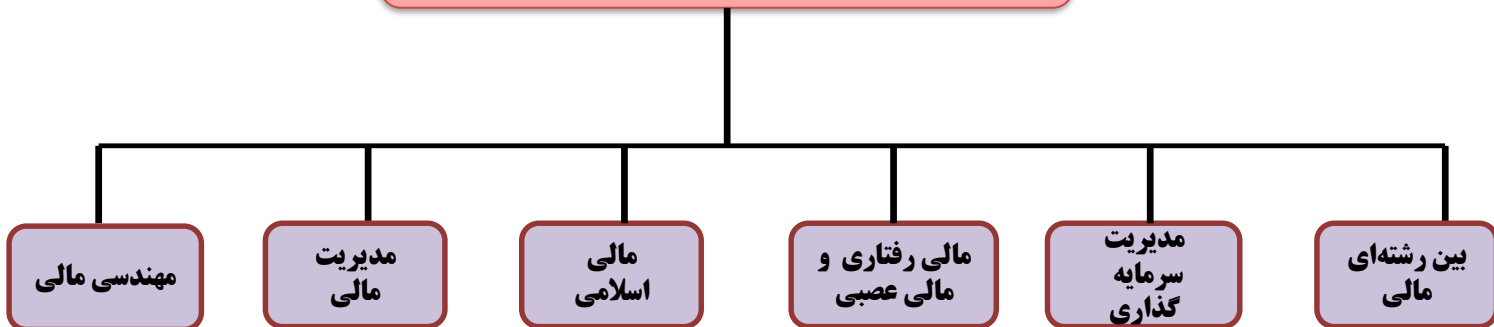 بین رشته‌ای
مالی
مدیریت
سرمایه
گذاری
مالی رفتاری و
مالی عصبی
مالی
اسلامی
مدیریت
مالی
مهندسی مالی